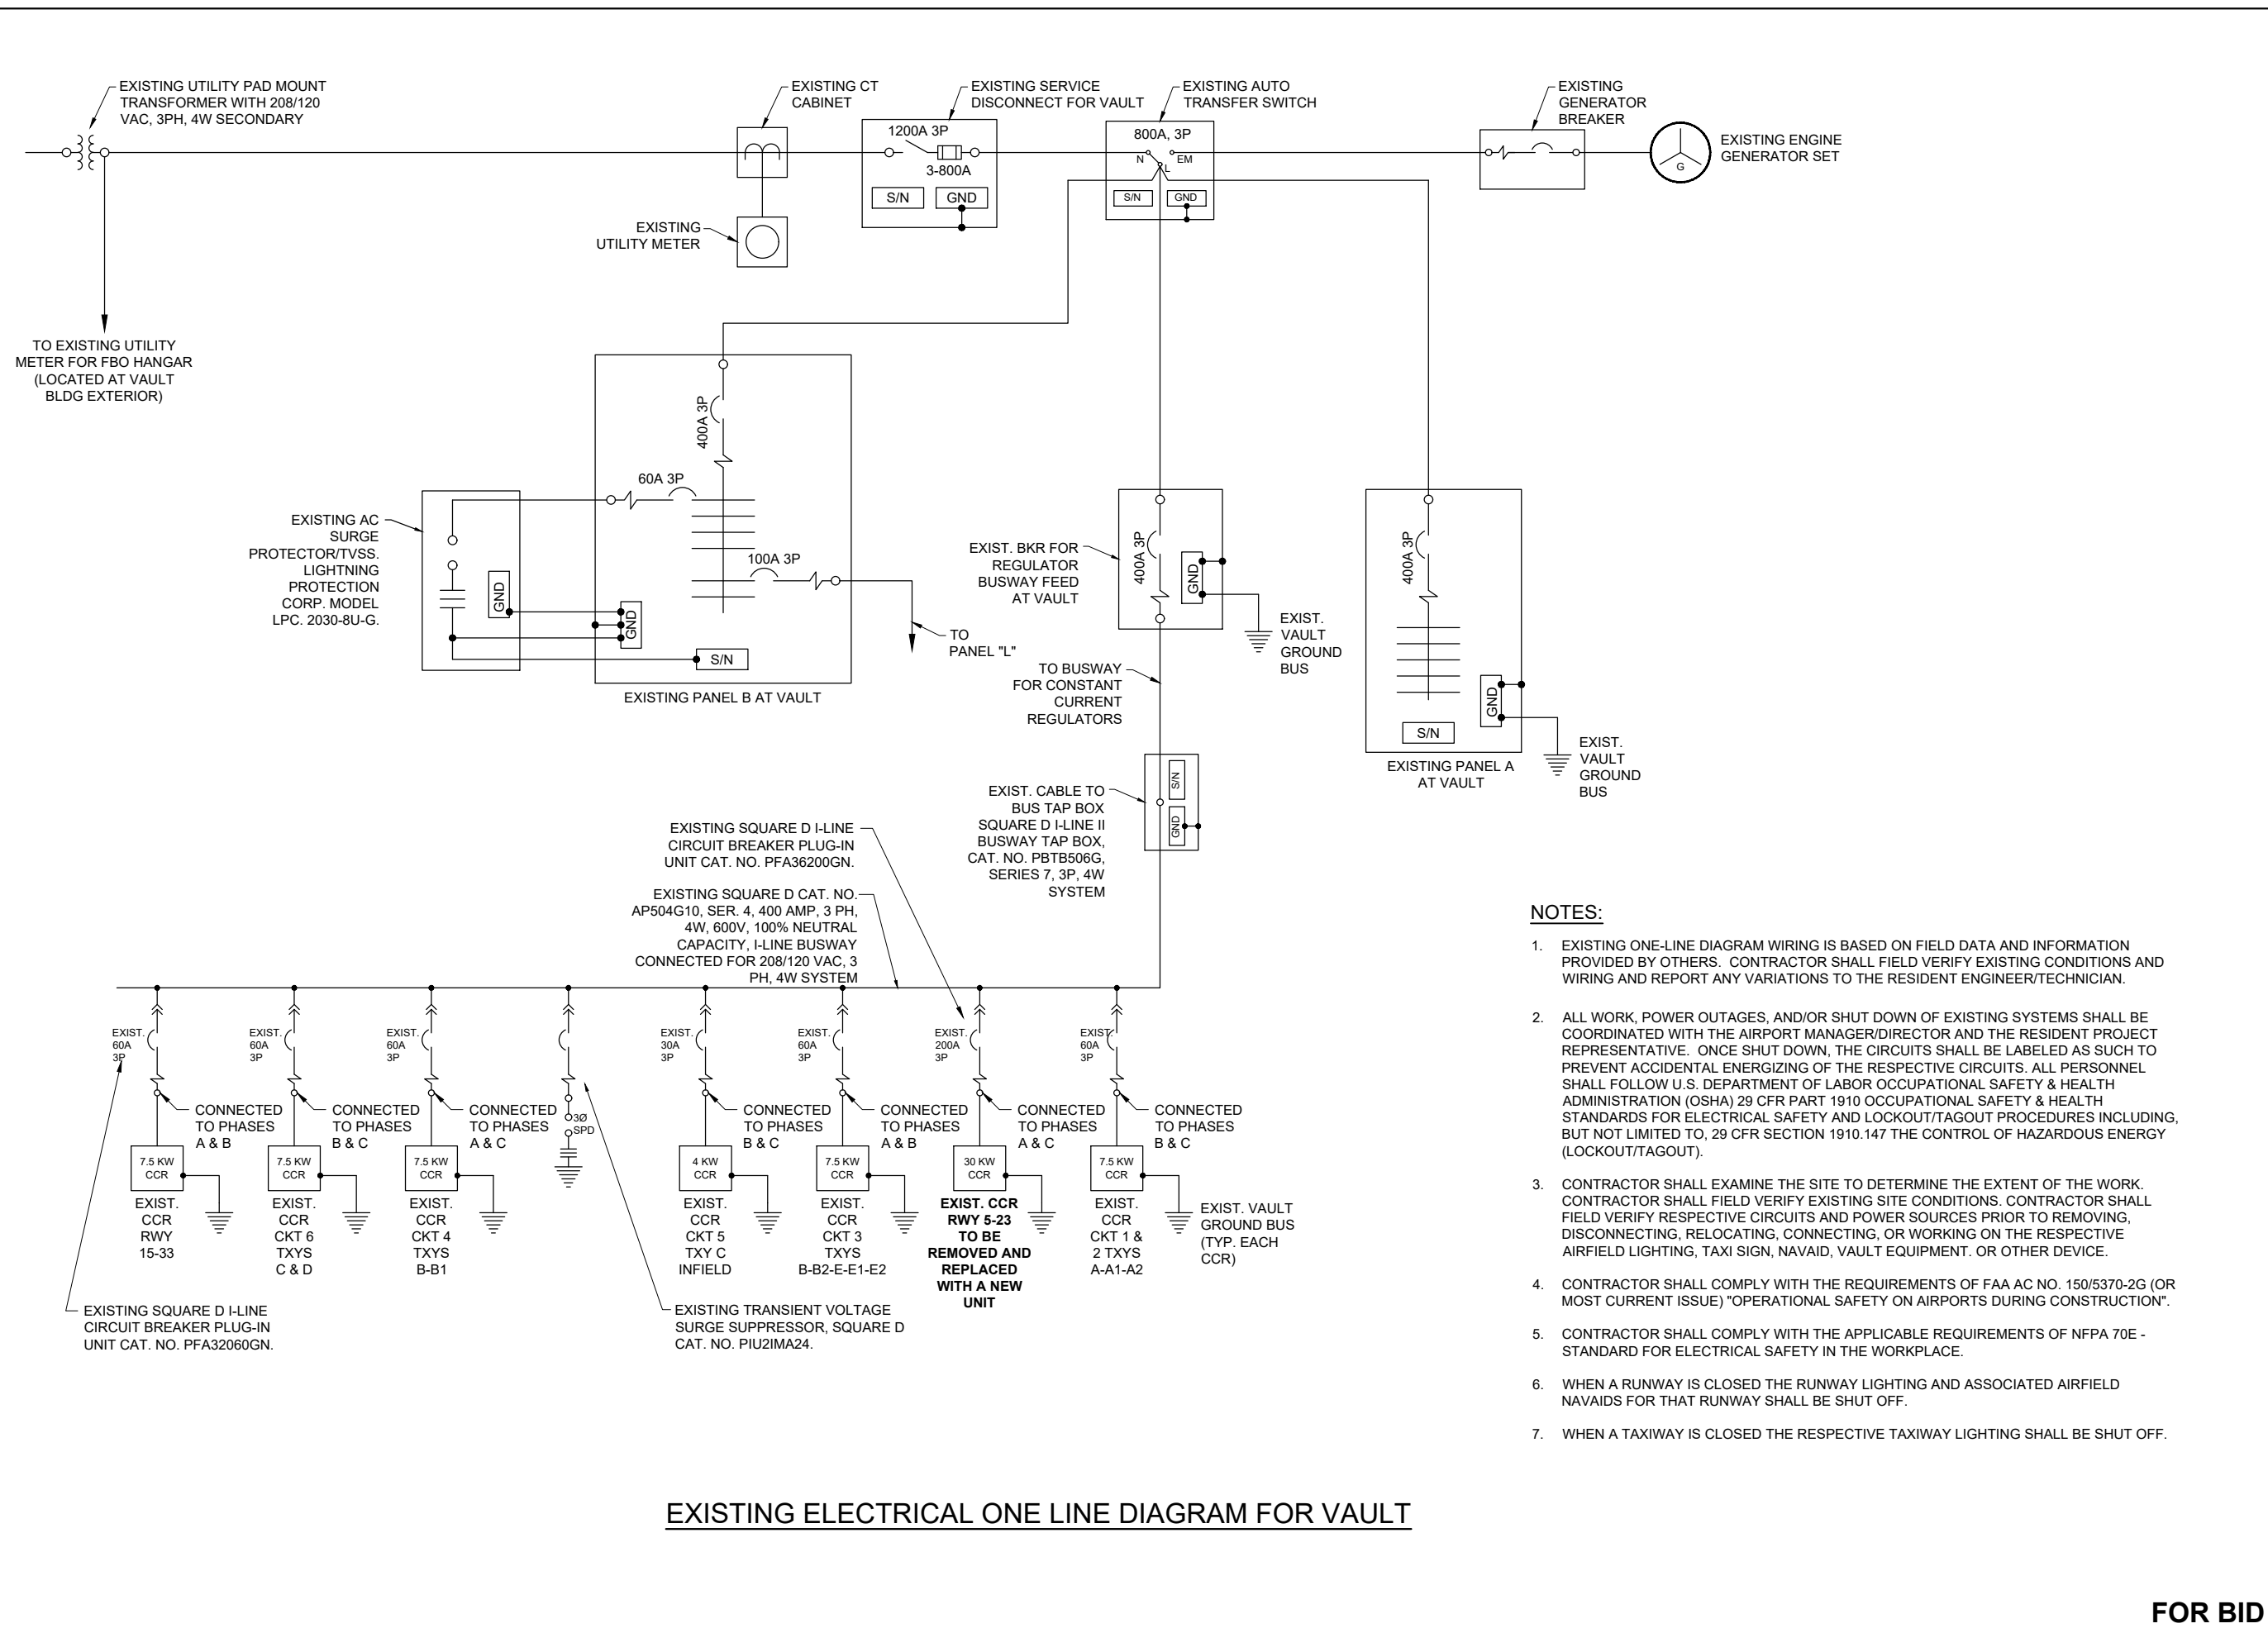 EXISTING UTILITY PAD MOUNT
TRANSFORMER WITH 208/120
VAC, 3PH, 4W SECONDARY
EXISTING CT
CABINET
EXISTING SERVICE
DISCONNECT FOR VAULT
EXISTING AUTO
TRANSFER SWITCH
EXISTING
GENERATOR
BREAKER
EXISTING ENGINE
GENERATOR SET
1200A 3P
3-800A
S/N
GND
800A, 3P
N
EM
L
S/N
GND
G
EXISTING
UTILITY METER
TO EXISTING UTILITY
METER FOR FBO HANGAR
(LOCATED AT VAULT
BLDG EXTERIOR)
400A 3P
60A 3P
100A 3P
EXISTING AC
SURGE
PROTECTOR/TVSS.
LIGHTNING
PROTECTION
CORP. MODEL
LPC. 2030-8U-G.
GND
GND
S/N
TO
PANEL "L"
EXISTING PANEL B AT VAULT
EXIST. BKR FOR
REGULATOR
BUSWAY FEED
AT VAULT
400A 3P
GND
EXIST.
VAULT
GROUND
BUS
TO BUSWAY
FOR CONSTANT
CURRENT
REGULATORS
400A 3P
GND
S/N
EXISTING PANEL A
AT VAULT
EXIST.
VAULT
GROUND
BUS
EXIST. CABLE TO
BUS TAP BOX
SQUARE D I-LINE II
BUSWAY TAP BOX,
CAT. NO. PBTB506G,
SERIES 7, 3P, 4W
SYSTEM
S/N
GND
EXISTING SQUARE D I-LINE
CIRCUIT BREAKER PLUG-IN
UNIT CAT. NO. PFA36200GN.
EXISTING SQUARE D CAT. NO.
AP504G10, SER. 4, 400 AMP, 3 PH,
4W, 600V, 100% NEUTRAL
CAPACITY, I-LINE BUSWAY
CONNECTED FOR 208/120 VAC, 3
PH, 4W SYSTEM
EXIST.
60A
3P
CONNECTED
TO PHASES
A & B
7.5 KW
CCR
EXIST.
CCR
RWY
15-33
EXIST.
60A
3P
CONNECTED
TO PHASES
B & C
7.5 KW
CCR
EXIST.
CCR
CKT 6
TXYS
C & D
EXIST.
60A
3P
CONNECTED
TO PHASES
A & C
7.5 KW
CCR
EXIST.
CCR
CKT 4
TXYS
B-B1
3Ø
SPD
EXIST.
30A
3P
CONNECTED
TO PHASES
B & C
4 KW
CCR
EXIST.
CCR
CKT 5
TXY C
INFIELD
EXIST.
60A
3P
CONNECTED
TO PHASES
A & B
7.5 KW
CCR
EXIST.
CCR
CKT 3
TXYS
B-B2-E-E1-E2
EXIST.
200A
3P
CONNECTED
TO PHASES
A & C
30 KW
CCR
EXIST. CCR
RWY 5-23
TO BE
REMOVED AND
REPLACED
WITH A NEW
UNIT
EXIST.
60A
3P
CONNECTED
TO PHASES
B & C
7.5 KW
CCR
EXIST.
CCR
CKT 1 &
2 TXYS
A-A1-A2
EXIST. VAULT
GROUND BUS
(TYP. EACH
CCR)
EXISTING SQUARE D I-LINE
CIRCUIT BREAKER PLUG-IN
UNIT CAT. NO. PFA32060GN.
EXISTING TRANSIENT VOLTAGE
SURGE SUPPRESSOR, SQUARE D
CAT. NO. PIU2IMA24.
NOTES:
1. EXISTING ONE-LINE DIAGRAM WIRING IS BASED ON FIELD DATA AND INFORMATION
PROVIDED BY OTHERS. CONTRACTOR SHALL FIELD VERIFY EXISTING CONDITIONS AND
WIRING AND REPORT ANY VARIATIONS TO THE RESIDENT ENGINEER/TECHNICIAN.
2. ALL WORK, POWER OUTAGES, AND/OR SHUT DOWN OF EXISTING SYSTEMS SHALL BE
COORDINATED WITH THE AIRPORT MANAGER/DIRECTOR AND THE RESIDENT PROJECT
REPRESENTATIVE. ONCE SHUT DOWN, THE CIRCUITS SHALL BE LABELED AS SUCH TO
PREVENT ACCIDENTAL ENERGIZING OF THE RESPECTIVE CIRCUITS. ALL PERSONNEL
SHALL FOLLOW U.S. DEPARTMENT OF LABOR OCCUPATIONAL SAFETY & HEALTH
ADMINISTRATION (OSHA) 29 CFR PART 1910 OCCUPATIONAL SAFETY & HEALTH
STANDARDS FOR ELECTRICAL SAFETY AND LOCKOUT/TAGOUT PROCEDURES INCLUDING,
BUT NOT LIMITED TO, 29 CFR SECTION 1910.147 THE CONTROL OF HAZARDOUS ENERGY
(LOCKOUT/TAGOUT).
3. CONTRACTOR SHALL EXAMINE THE SITE TO DETERMINE THE EXTENT OF THE WORK.
CONTRACTOR SHALL FIELD VERIFY EXISTING SITE CONDITIONS. CONTRACTOR SHALL
FIELD VERIFY RESPECTIVE CIRCUITS AND POWER SOURCES PRIOR TO REMOVING,
DISCONNECTING, RELOCATING, CONNECTING, OR WORKING ON THE RESPECTIVE
AIRFIELD LIGHTING, TAXI SIGN, NAVAID, VAULT EQUIPMENT. OR OTHER DEVICE.
4. CONTRACTOR SHALL COMPLY WITH THE REQUIREMENTS OF FAA AC NO. 150/5370-2G (OR
MOST CURRENT ISSUE) "OPERATIONAL SAFETY ON AIRPORTS DURING CONSTRUCTION".
5. CONTRACTOR SHALL COMPLY WITH THE APPLICABLE REQUIREMENTS OF NFPA 70E -
STANDARD FOR ELECTRICAL SAFETY IN THE WORKPLACE.
6. WHEN A RUNWAY IS CLOSED THE RUNWAY LIGHTING AND ASSOCIATED AIRFIELD
NAVAIDS FOR THAT RUNWAY SHALL BE SHUT OFF.
7. WHEN A TAXIWAY IS CLOSED THE RESPECTIVE TAXIWAY LIGHTING SHALL BE SHUT OFF.
EXISTING ELECTRICAL ONE LINE DIAGRAM FOR VAULT
FOR BID